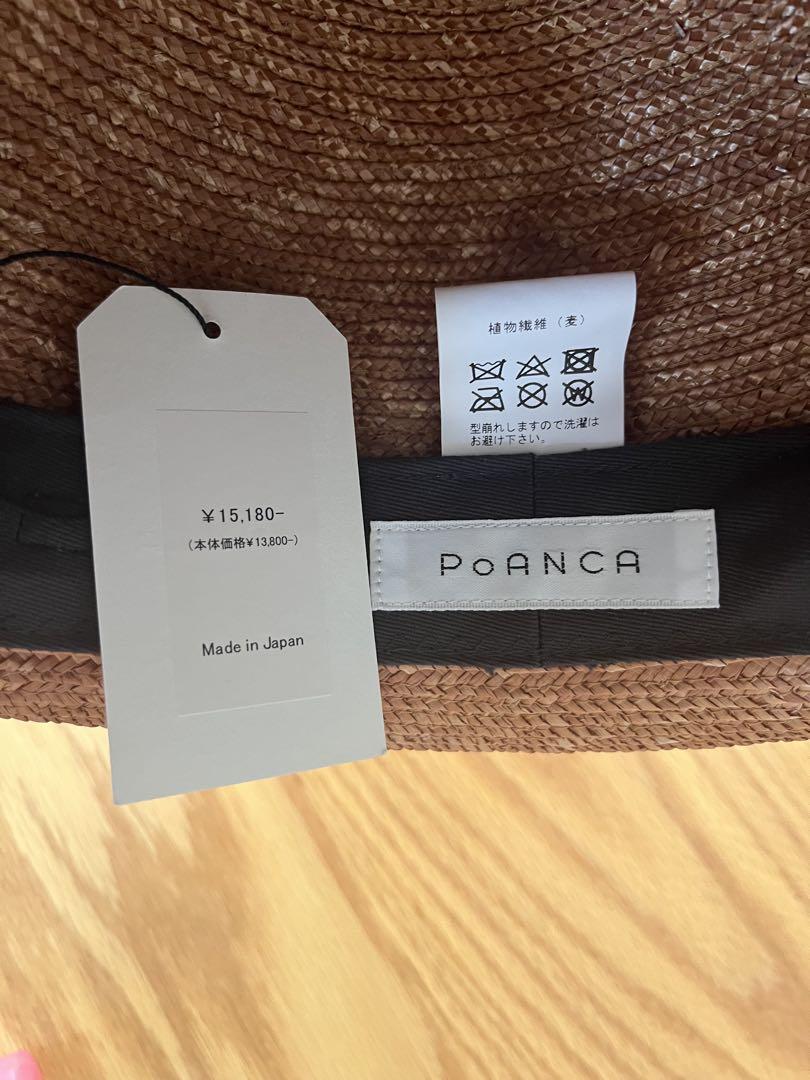 ¥15,180-
(本体価格¥13,800-)
Made in Japan
植物繊維(麦)
型崩れしますので洗濯は
お避け下さい。
PoANCA